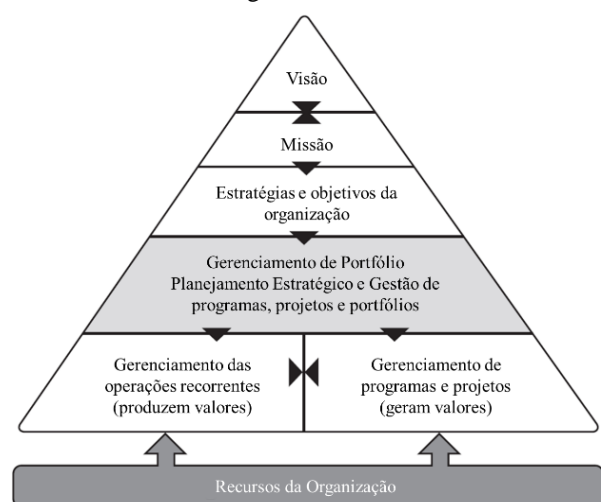 Visão
Missão
Estratégias e objetivos da
organização
Gerenciamento de Portfólio
Planejamento Estratégico e Gestão de
programas, projetos e portfólios
Gerenciamento das
operações recorrentes
(produzem valores)
Gerenciamento de
programas e projetos
(geram valores)
Recursos da Organização